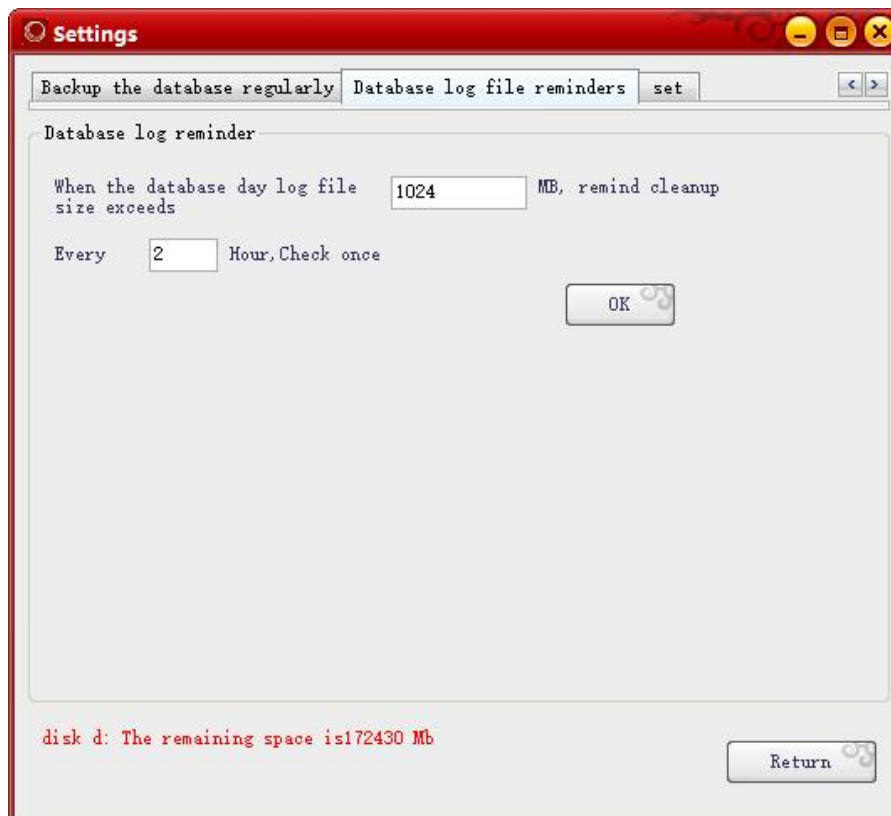 Settings
Backup the database regularly Database log file reminders set
Database log reminder
When the database day log file 1024 MB, remind cleanup
size exceeds
Every 2 Hour,Check once
OK
disk d: The remaining space is172430 Mb
Return